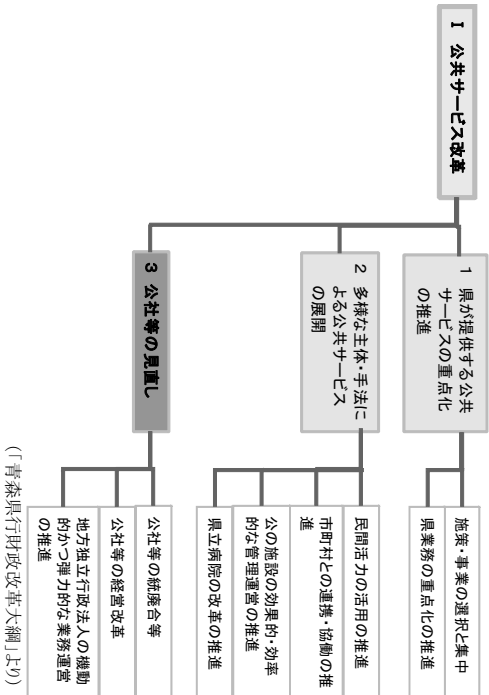 Ⅰ 公共サービス改革
1 県が提供する公共
サービスの重点化
の推進
施策・事業の選択と集中
県業務の重点化の推進
2 多様な主体・手法に
よる公共サービス
の展開
民間活力の活用の推進
市町村との連携・協働の推
進
公の施設の効果的・効率
的な管理運営の推進
県立病院の改革の推進
3 公社等の見直し
公社等の統廃合等
公社等の経営改革
地方独立行政法人の機動
的かつ弾力的な業務運営
の推進
(「青森県行財政改革大綱」より)